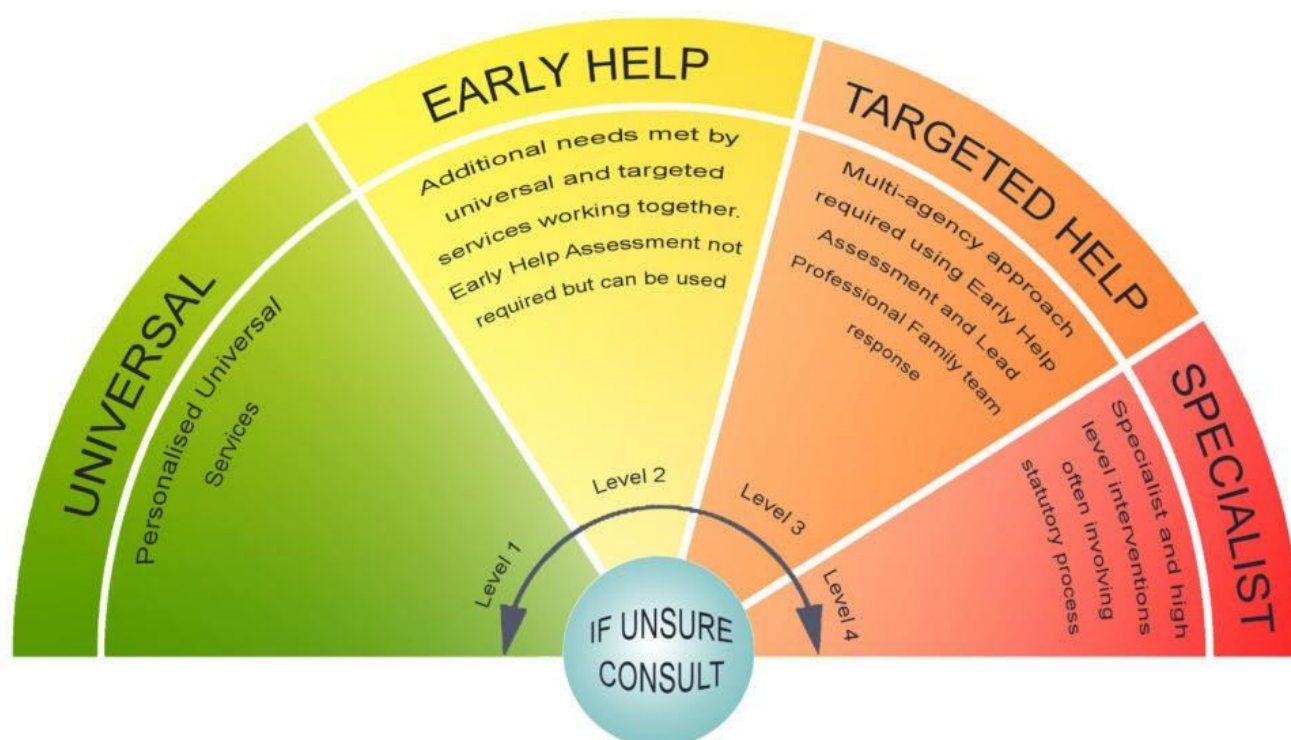 UNIVERSAL
Personalised Universal
Services
Level 1
EARLY HELP
Additional needs met by
universal and targeted
services working together.
Early Help Assessment not
required but can be used
Level 2
TARGETED HELP
Multi-agency approach
required using Early Help
Assessment and Lead
Professional Family team
response
Level 3
SPECIALIST
Specialist and high
level interventions
often involving
statutory process
Level 4
IF UNSURE
CONSULT